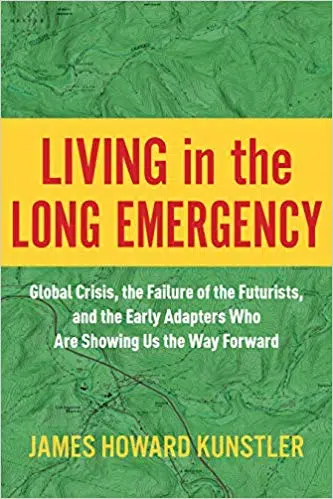 LIVING in the
LONG EMERGENCY
Global Crisis, the Failure of the Futurists,
and the Early Adapters Who
Are Showing Us the Way Forward
JAMES HOWARD KUNSTLER